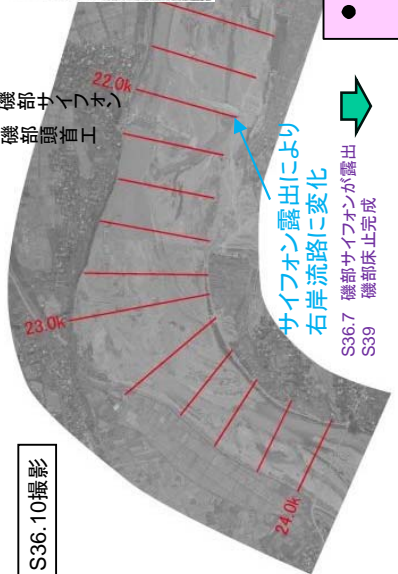 S36.10撮影
磯部頭首工
磯部サイフォン
22.0k
23.0k
24.0k
サイフォン露出により
右岸流路に変化
S36.7 磯部サイフォンが露出
S39 磯部床止完成
●